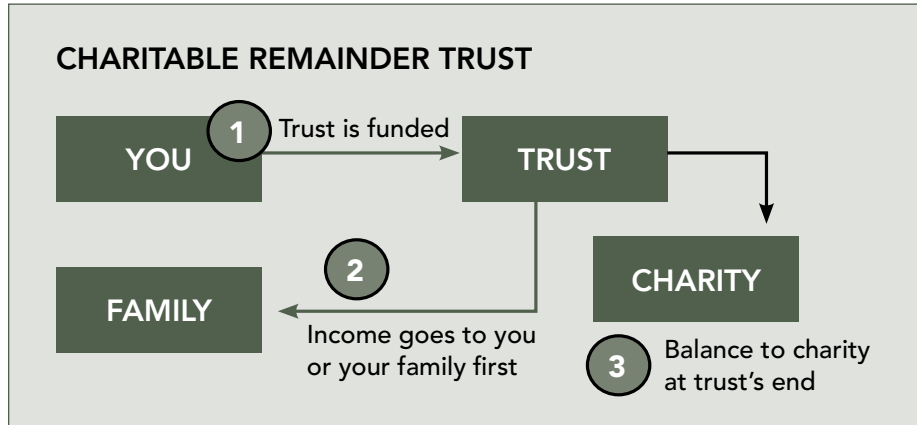 CHARITABLE REMAINDER TRUST
YOU
1
Trust is funded
TRUST
FAMILY
2
Income goes to you
or your family first
CHARITY
3
Balance to charity
at trust's end